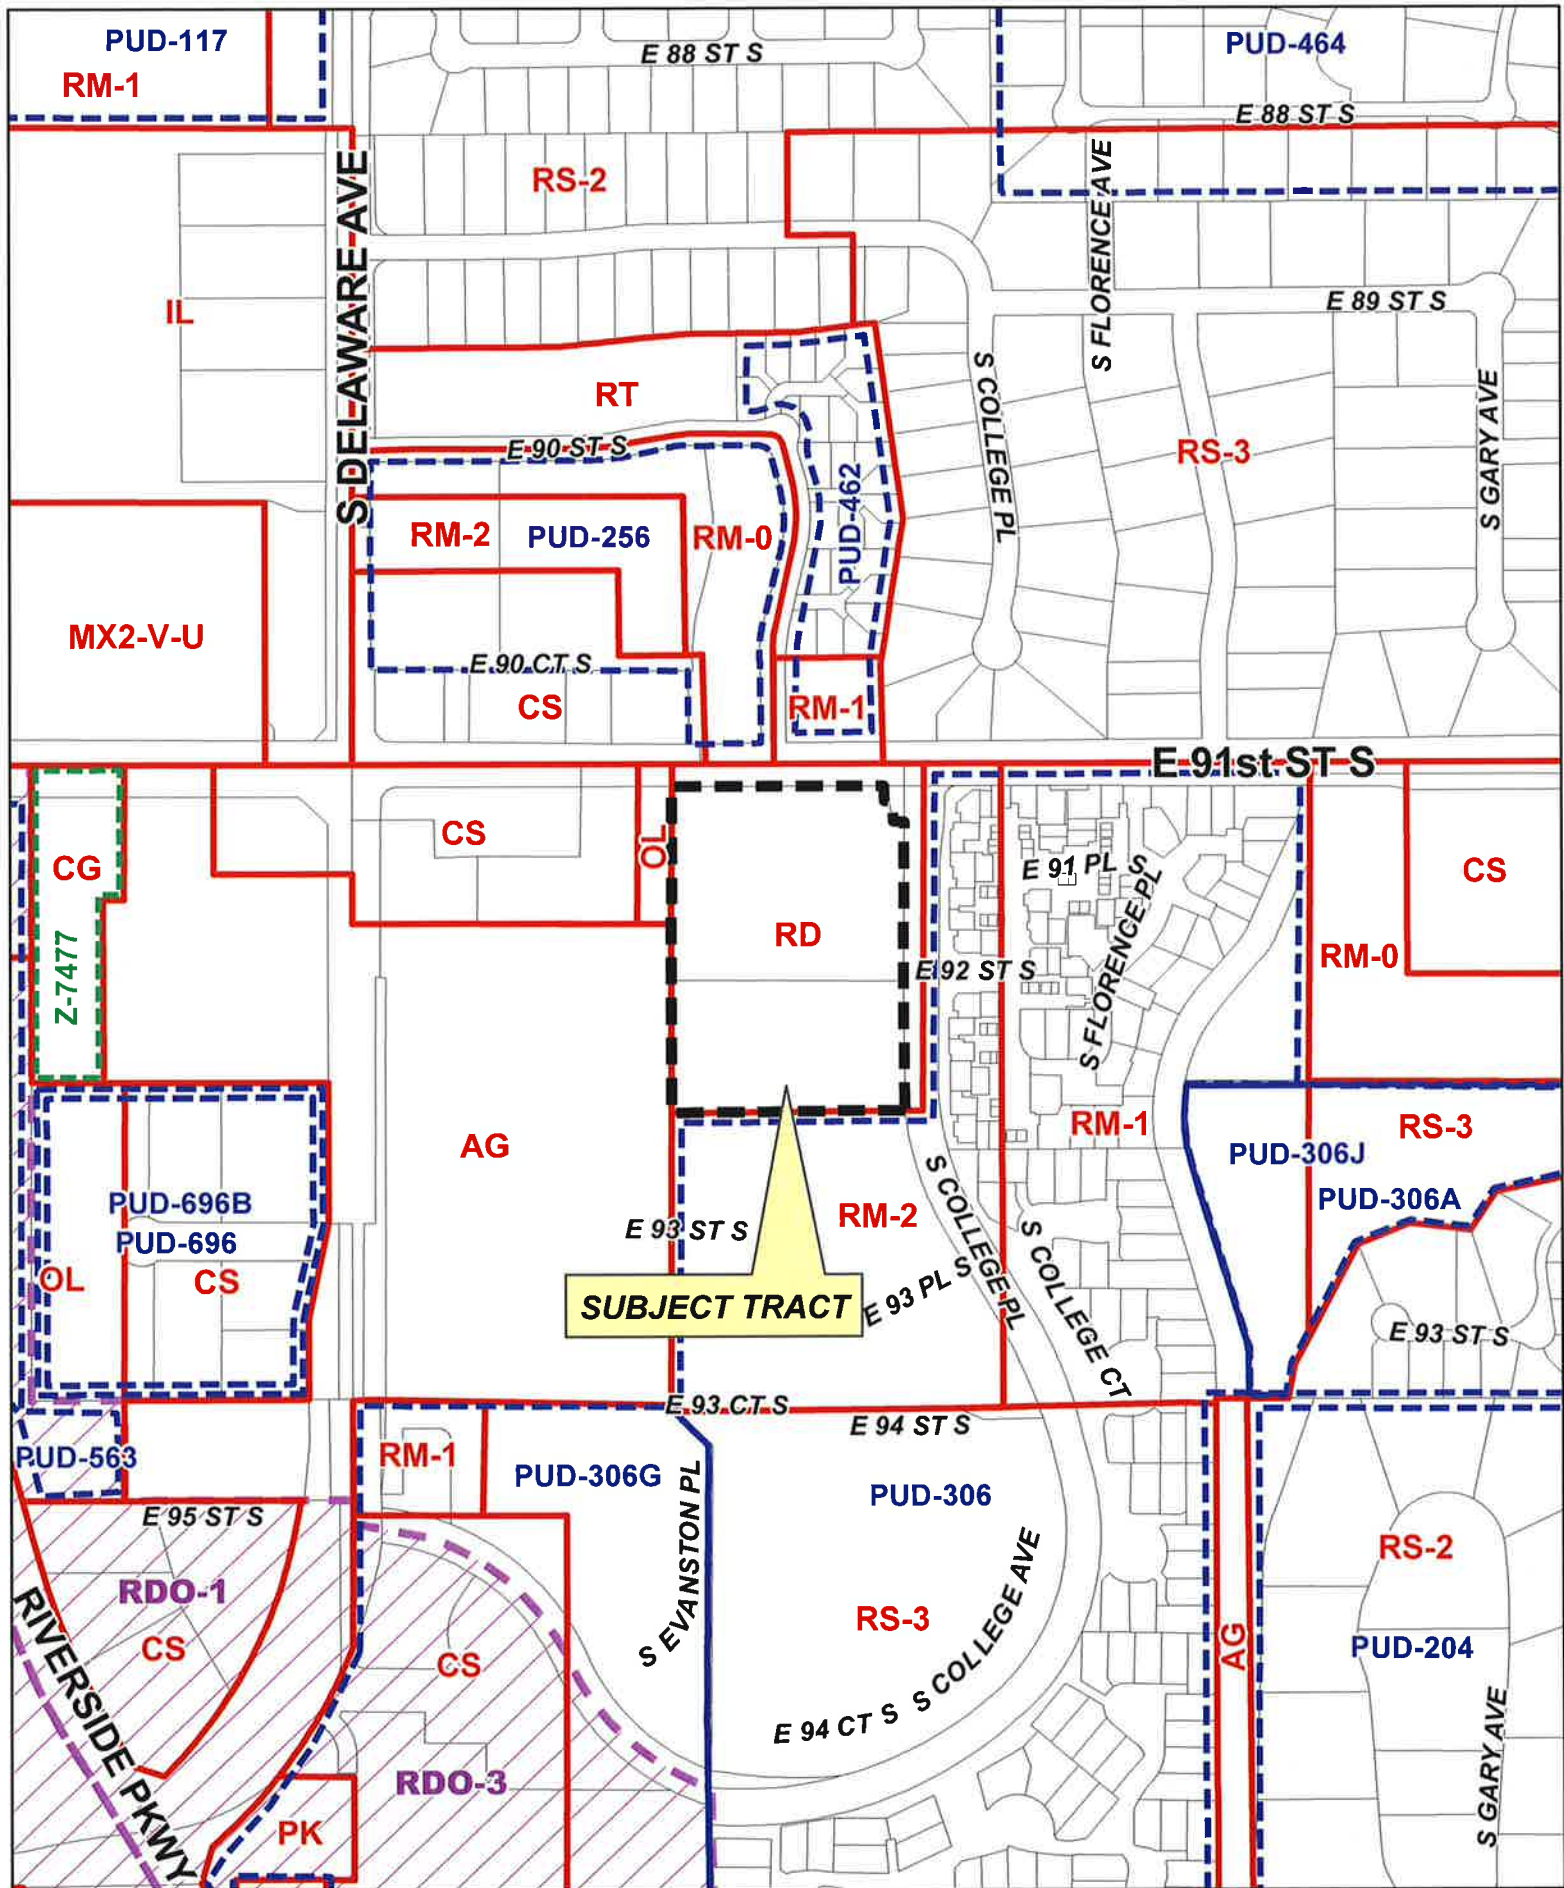 PUD-117
RM-1
E 88 ST S
PUD-464
E 88 ST S
RS-2
S DELAWARE AVE
S FLORENCE AVE
IL
E 89 ST S
S COLLEGE PL
S GARY AVE
RT
E 90 ST S
RS-3
PUD-462
RM-2
PUD-256
RM-0
MX2-V-U
E 90 CT S
CS
RM-1
E 91st ST S
CG
CS
OL
E 91 PL S
CS
Z-7477
RD
S FLORENCE PL
RM-0
E 92 ST S
AG
RM-1
RS-3
PUD-306J
PUD-306A
PUD-696B
PUD-696
OL
CS
E 93 ST S
RM-2
S COLLEGE PL
S COLLEGE CT
E 93 PL S
SUBJECT TRACT
E 93 ST S
E 93 CT S
E 94 ST S
PUD-563
RM-1
PUD-306G
PUD-306
E 95 ST S
S EVANSTON PL
RS-2
RDO-1
CS
CS
RS-3
S COLLEGE AVE
AG
PUD-204
RIVERSIDE PKWY
E 94 CT S
RDO-3
PK
S GARY AVE